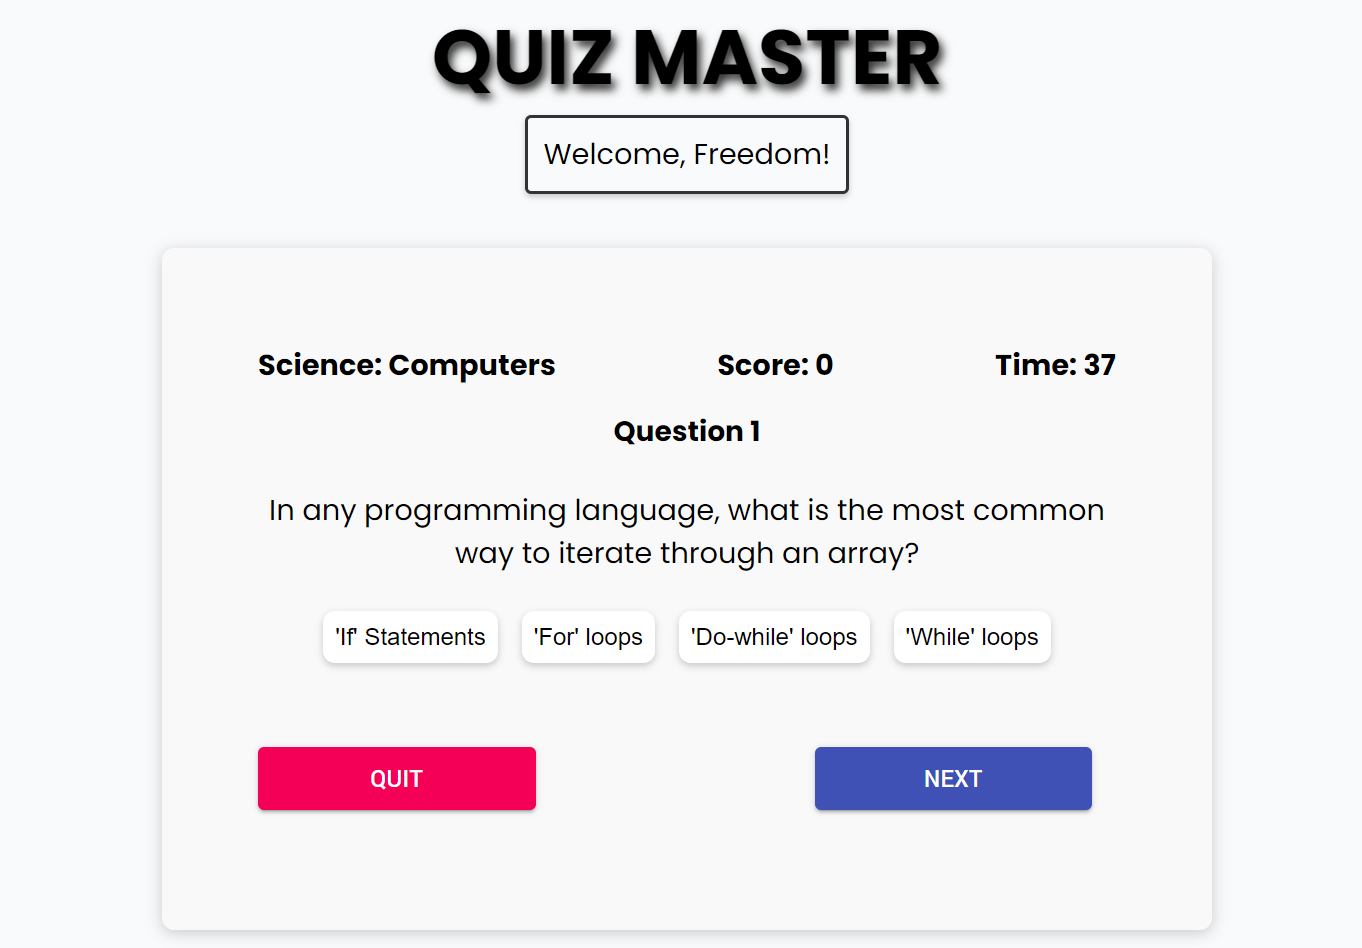 QUIZ MASTER
Welcome, Freedom!
Science: Computers Score: 0 Time: 37
Question 1
In any programming language, what is the most common
way to iterate through an array?
'If' Statements 'For' loops 'Do-while' loops 'While' loops
QUIT NEXT